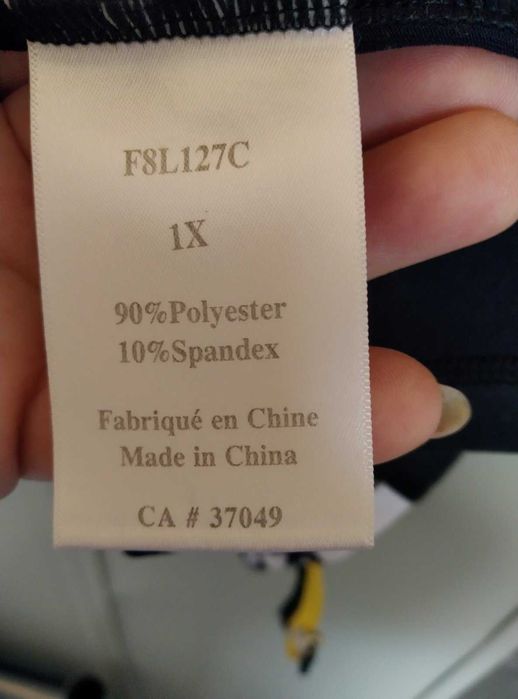 F8L127C
1X
90%Polyester
10%Spandex
Fabriqué en Chine
Made in China
CA # 37049